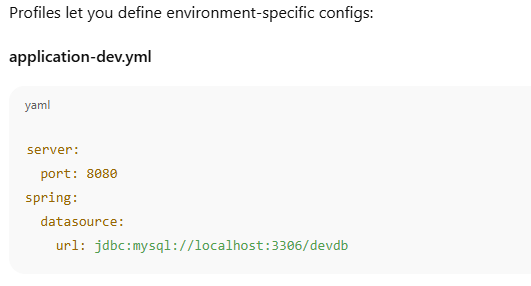 Profiles let you define environment-specific configs:
application-dev.yml
yaml
server:
  port: 8080
spring:
  datasource:
    url: jdbc:mysql://localhost:3306/devdb